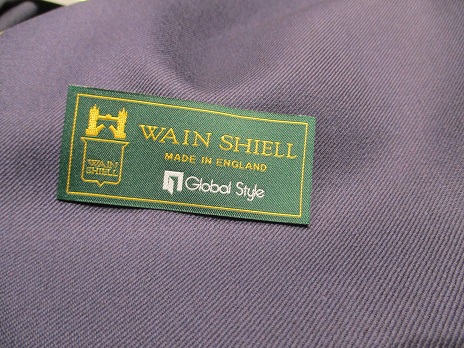 WAIN SHIELL
MADE IN ENGLAND
Global Style
WAIN
SHIELL